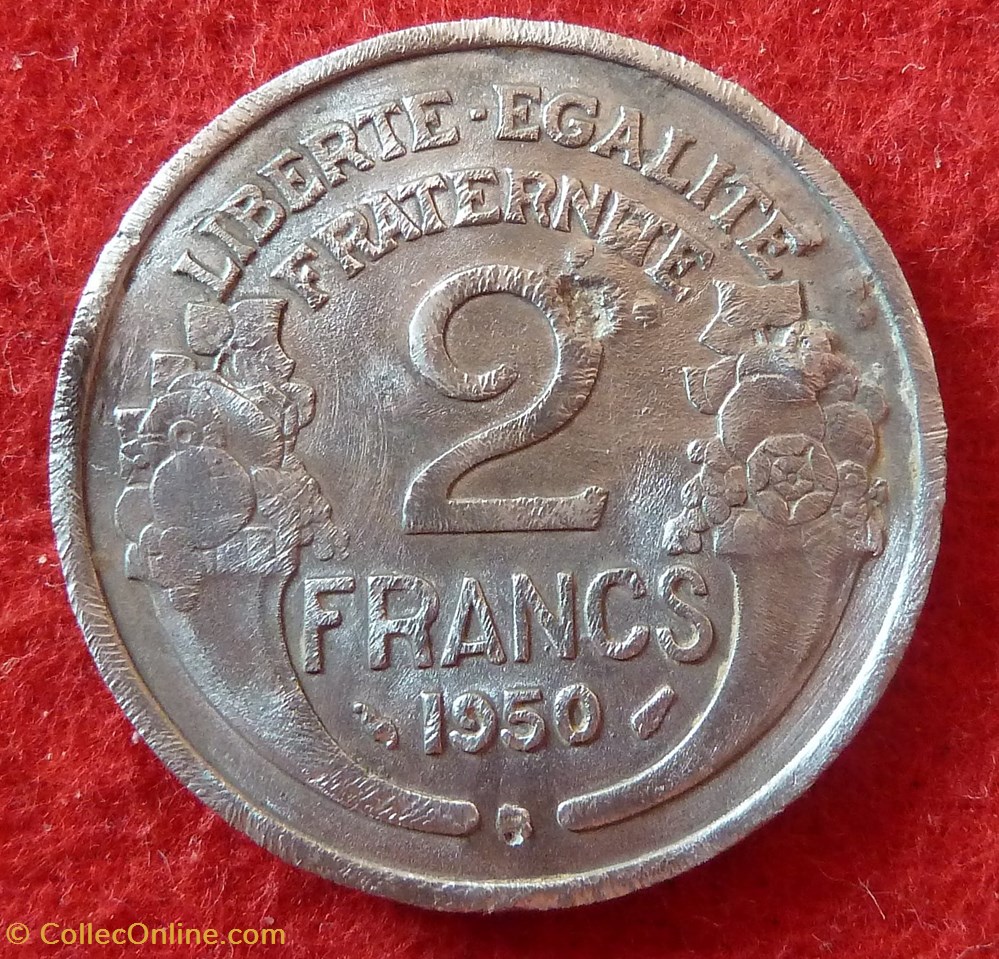 LIBERTE·EGALITE
FRATERNITE
2
FRANCS
1950
B
© CollecOnline.com